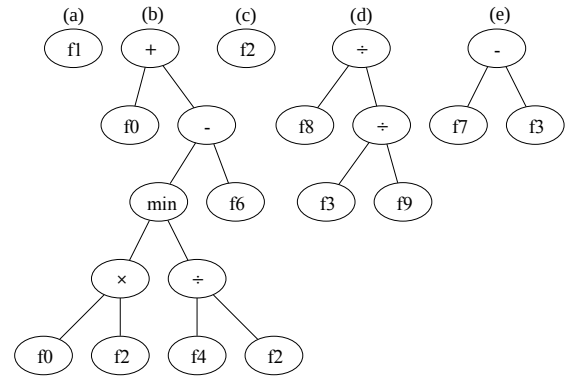 (a) (b) (c) (d) (e)
f1 + f2 ÷ -
f0 - f8 ÷ f7 f3
min f6 f3 f9
× ÷
f0 f2 f4 f2